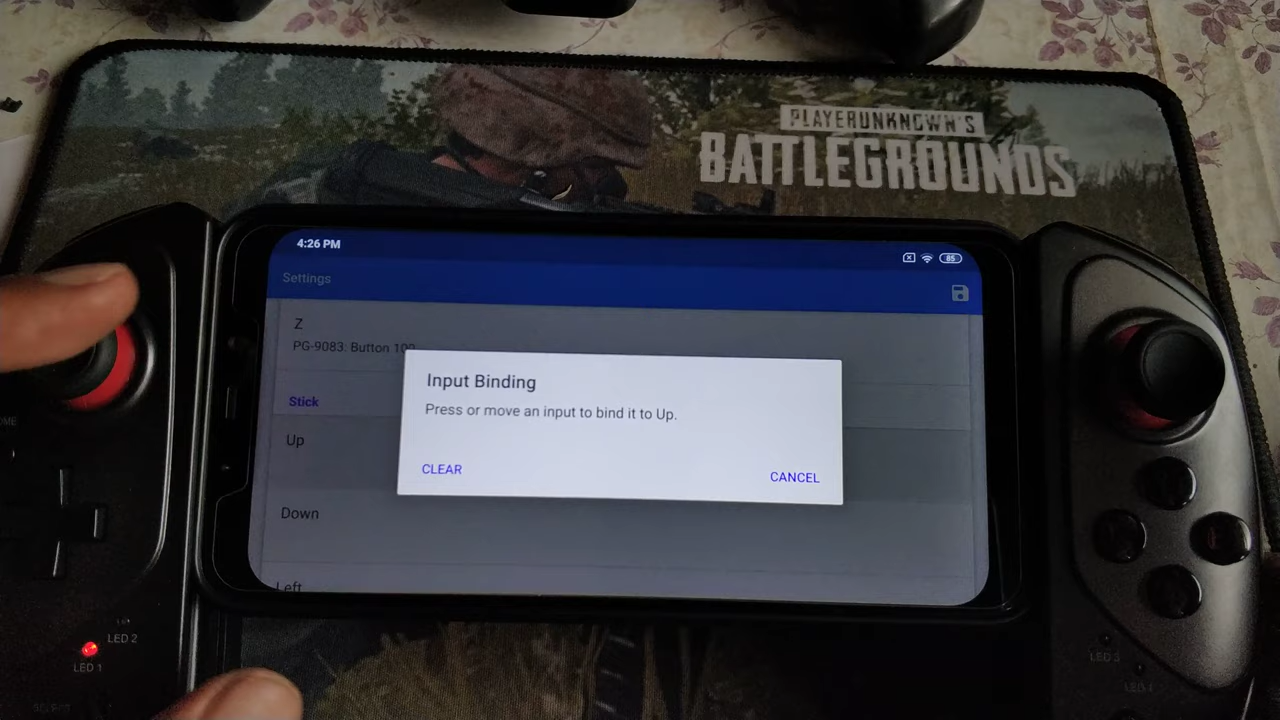 PLAYERUNKNOWN'S
BATTLEGROUNDS
4:26 PM
85
Settings
Z
PG-9083: Button 102
Input Binding
Press or move an input to bind it to Up.
CLEAR
CANCEL
Stick
Up
Down
Left
LED 2
LED 1
LED 3